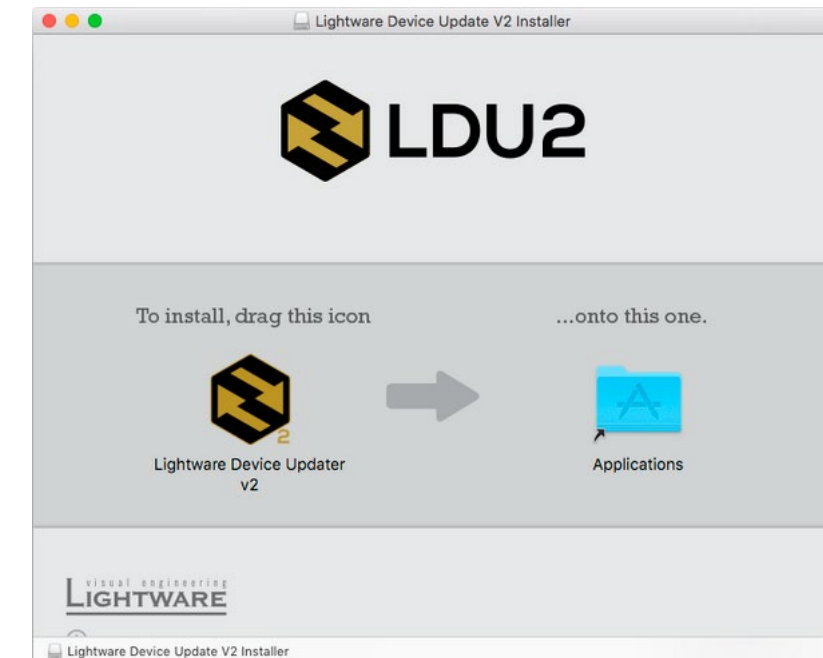 Lightware Device Update V2 Installer
LDU2
To install, drag this icon
...onto this one.
2
Lightware Device Updater
v2
Applications
visual engineering
LIGHTWARE
Lightware Device Update V2 Installer